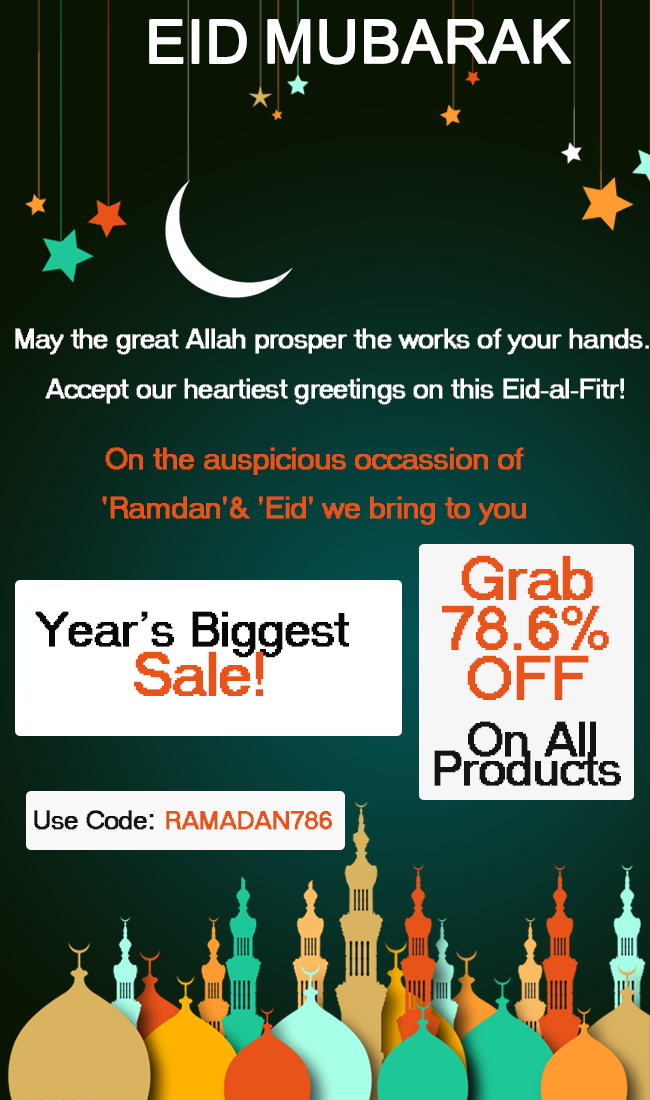 EID MUBARAK
May the great Allah prosper the works of your hands.
Accept our heartiest greetings on this Eid-al-Fitr!
On the auspicious occassion of
'Ramdan'& 'Eid' we bring to you
Year's Biggest
Sale!
Grab
78.6%
OFF
On All
Products
Use Code: RAMADAN786